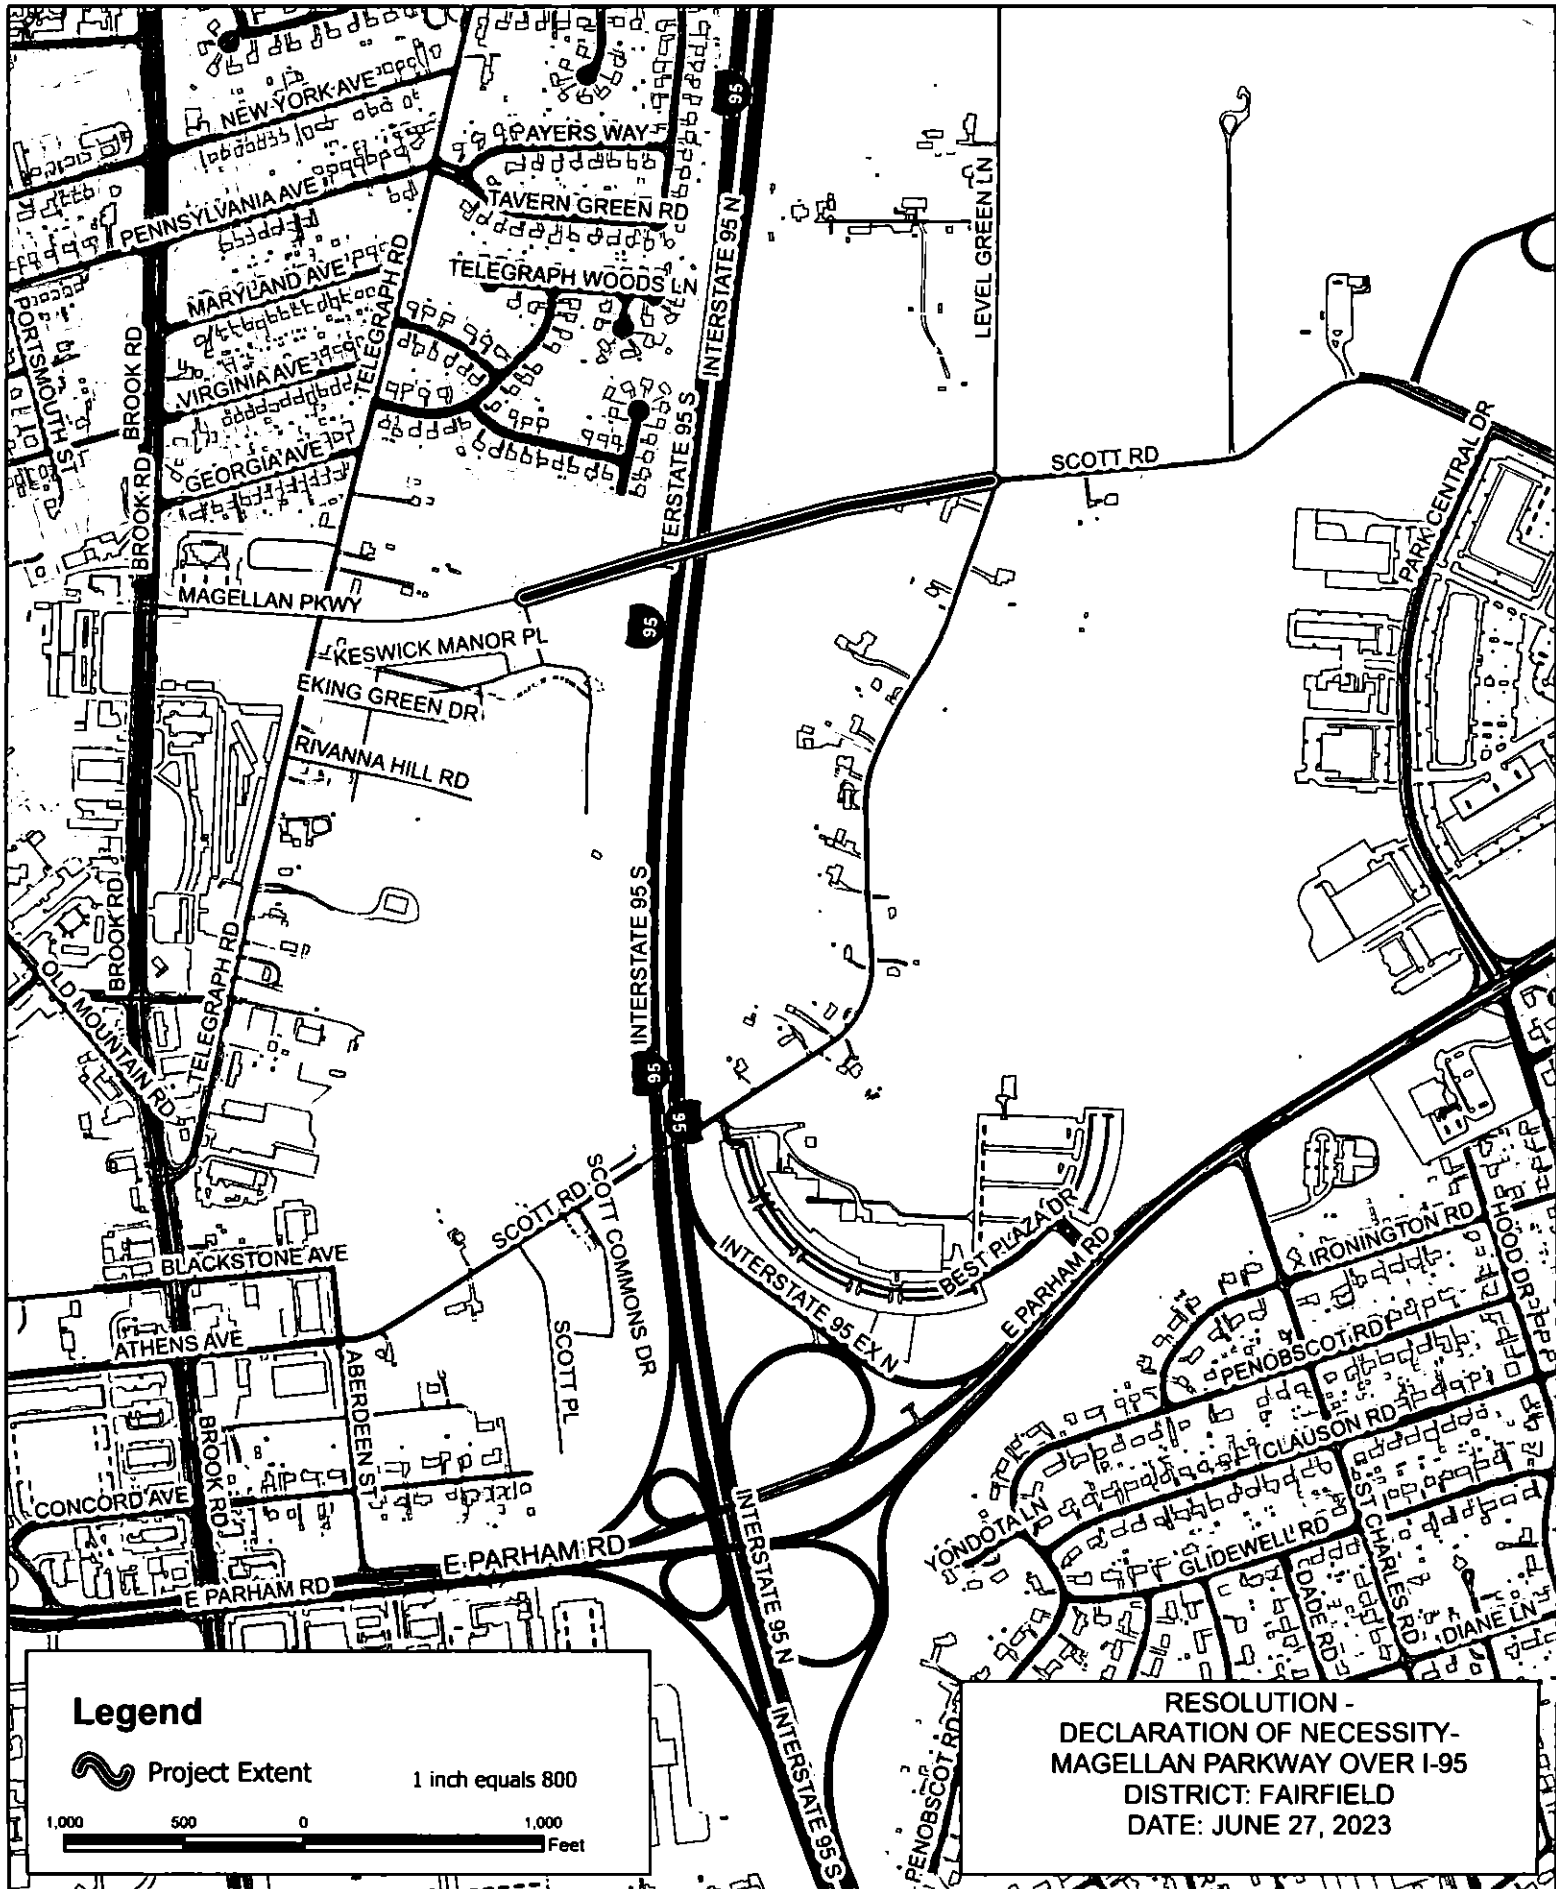 NEW YORK AVE
PAYERS WAY
95
PENNSYLVANIA AVE
TAVERN GREEN RD
INTERSTATE 95 N
LEVEL GREEN LN
TELEGRAPH RD
TELEGRAPH WOODS LN
MARYLAND AVE
PORTSMOUTH ST
BROOK RD
VIRGINIA AVE
INTERSTATE 95 S
GEORGIA AVE
BROOK RD
ERSTATE 95 S
SCOTT RD
PARK CENTRAL DR
MAGELLAN PKWY
95
KESWICK MANOR PL
EKING GREEN DR
RIVANNA HILL RD
BROOK RD
TELEGRAPH RD
INTERSTATE 95 S
OLD MOUNTAIN RD
95
95
SCOTT RD
SCOTT COMMONS DR
BLACKSTONE AVE
INTERSTATE 95 EX N
BEST PLAZA DR
E PARHAM RD
IRONINGTON RD
HOOD DR
ATHENS AVE
ABERDEEN ST
SCOTT PL
PENOBSCOT RD
CLAUSON RD
BROOK RD
CONCORD AVE
INTERSTATE 95 N
YONDOTA LN
GLIDEWELL RD
ST CHARLES RD
DADE RD
DIANE LN
E PARHAM RD
E PARHAM RD
INTERSTATE 95 S
PENOBSCOT RD
Legend
Project Extent
1 inch equals 800
1,000 500 0 1,000
Feet
RESOLUTION -
DECLARATION OF NECESSITY-
MAGELLAN PARKWAY OVER I-95
DISTRICT: FAIRFIELD
DATE: JUNE 27, 2023